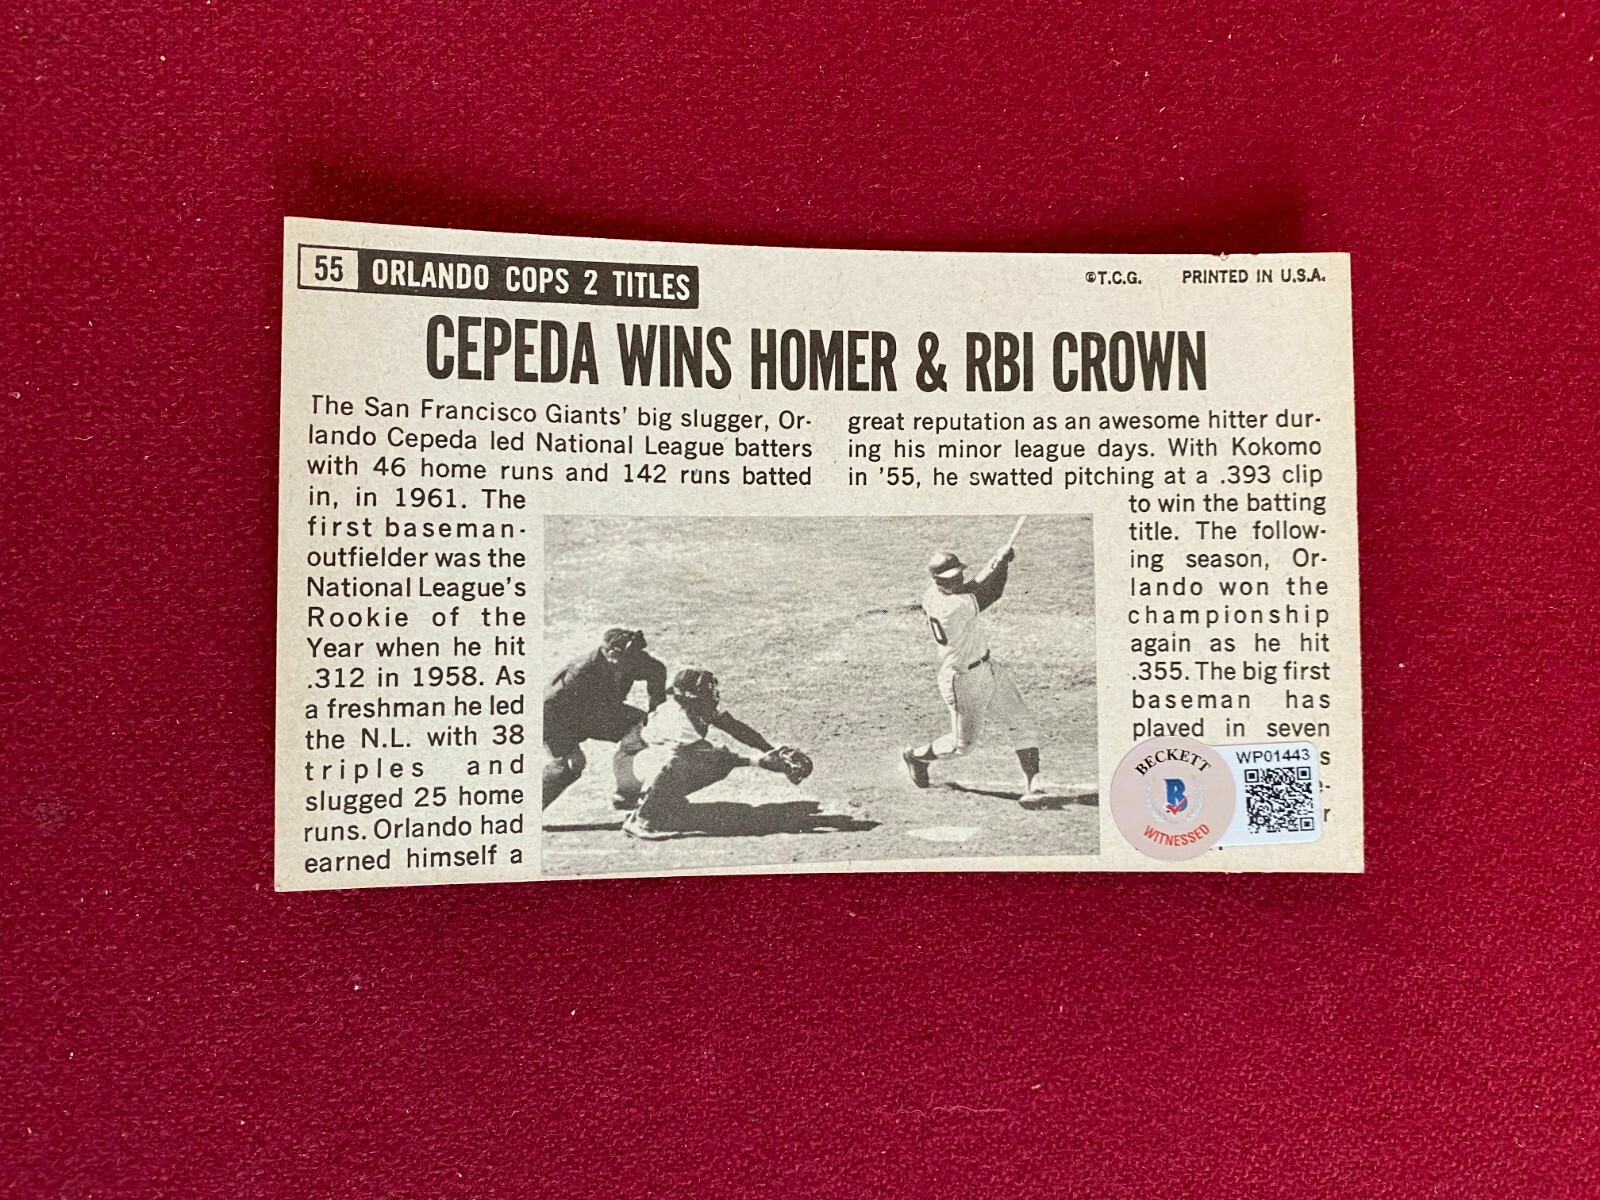 55 ORLANDO COPS 2 TITLES
©T.C.G. PRINTED IN U.S.A.
CEPEDA WINS HOMER & RBI CROWN
The San Francisco Giants' big slugger, Or-
lando Cepeda led National League batters
with 46 home runs and 142 runs batted
in, in 1961. The
first baseman-
outfielder was the
National League's
Rookie of the
Year when he hit
.312 in 1958. As
a freshman he led
the N.L. with 38
triples and
slugged 25 home
runs. Orlando had
earned himself a
great reputation as an awesome hitter dur-
ing his minor league days. With Kokomo
in '55, he swatted pitching at a .393 clip
to win the batting
title. The follow-
ing season, Or-
lando won the
championship
again as he hit
.355. The big first
baseman has
played in seven
0
BECKETT
B
WITNESSED
WP01443